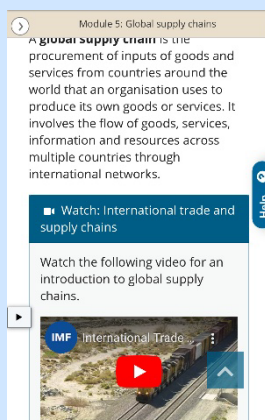 Module 5: Global supply chains
A global supply chain is the
procurement of inputs of goods and
services from countries around the
world that an organisation uses to
produce its own goods or services. It
involves the flow of goods, services,
information and resources across
multiple countries through
international networks.
Help
Watch: International trade and
supply chains
Watch the following video for an
introduction to global supply
chains.
IMF International Trade ...